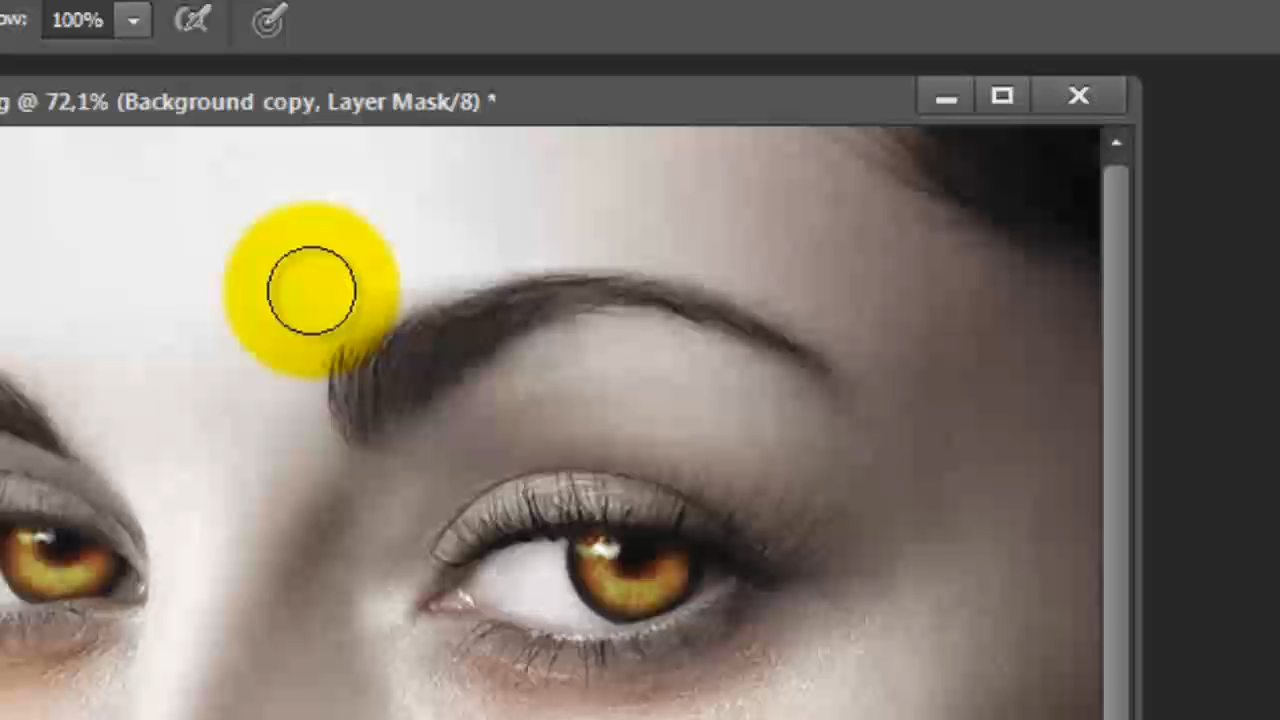 ow: 100%
g @ 72,1% (Background copy, Layer Mask/8) *